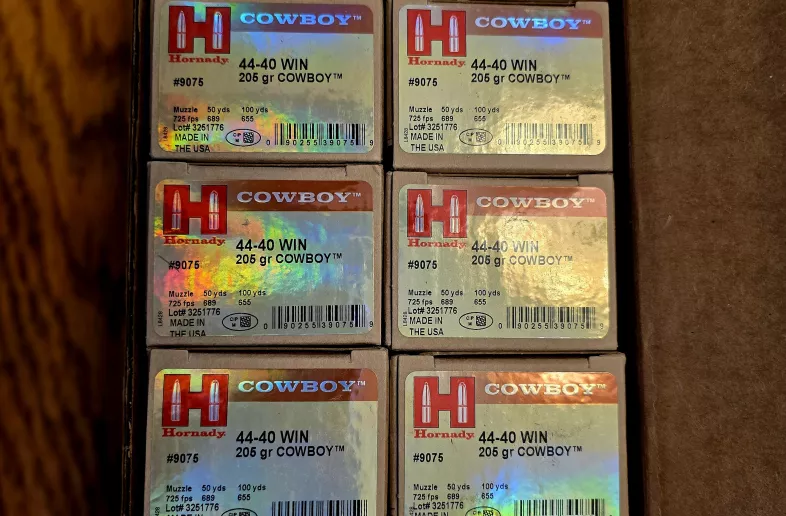 COWBOY™
H
Hornady
44-40 WIN
205 gr COWBOY™
#9075
Muzzle 50 yds 100 yds
725 fps 689 655
Lot# 3251776
MADE IN
THE USA
CIP
M
0 90255 39075 9
COWBOY™
H
Hornady
44-40 WIN
205 gr COWBOY™
#9075
Muzzle 50 yds 100 yds
725 fps 689 655
Lot# 3251776
MADE IN
THE USA
CIP
M
0 90255 39075 9
COWBOY™
H
Hornady
44-40 WIN
205 gr COWBOY™
#9075
Muzzle 50 yds 100 yds
725 fps 689 655
Lot# 3251776
MADE IN
THE USA
CIP
M
0 90255 39075 9
COWBOY™
H
Hornady
44-40 WIN
205 gr COWBOY™
#9075
Muzzle 50 yds 100 yds
725 fps 689 655
Lot# 3251776
MADE IN
THE USA
CIP
M
0 90255 39075 9
COWBOY™
H
Hornady
44-40 WIN
205 gr COWBOY™
#9075
Muzzle 50 yds 100 yds
725 fps 689 655
Lot# 3251776
MADE IN
COWBOY™
H
Hornady
44-40 WIN
205 gr COWBOY™
#9075
Muzzle 50 yds 100 yds
725 fps 689 655
Lot# 3251776